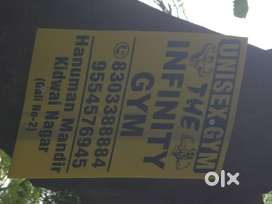 UNISEX GYM
THE
INFINITY
GYM
8303388884
9554576945
Hanuman Mandir
Kidwai Nagar
(Gali No-2)
OLX